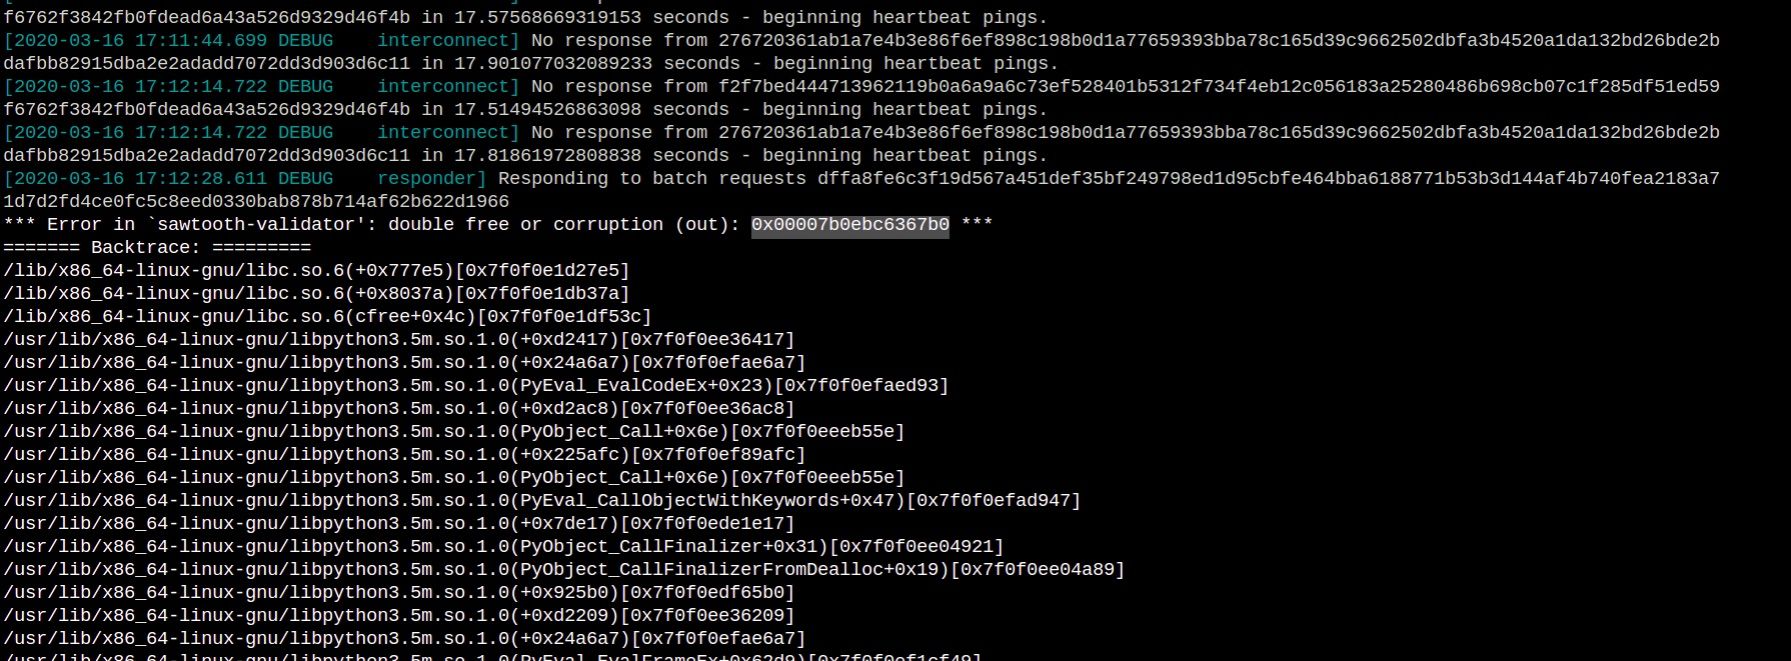 f6762f3842fb0fdead6a43a526d9329d46f4b in 17.57568669319153 seconds - beginning heartbeat pings.
[2020-03-16 17:11:44.699 DEBUG    interconnect] No response from 276720361ab1a7e4b3e86f6ef898c198b0d1a77659393bba78c165d39c9662502dbfa3b4520a1da132bd26bde2b
dafbb82915dba2e2adadd7072dd3d903d6c11 in 17.901077032089233 seconds - beginning heartbeat pings.
[2020-03-16 17:12:14.722 DEBUG    interconnect] No response from f2f7bed444713962119b0a6a9a6c73ef528401b5312f734f4eb12c056183a25280486b698cb07c1f285df51ed59
f6762f3842fb0fdead6a43a526d9329d46f4b in 17.51494526863098 seconds - beginning heartbeat pings.
[2020-03-16 17:12:14.722 DEBUG    interconnect] No response from 276720361ab1a7e4b3e86f6ef898c198b0d1a77659393bba78c165d39c9662502dbfa3b4520a1da132bd26bde2b
dafbb82915dba2e2adadd7072dd3d903d6c11 in 17.81861972808838 seconds - beginning heartbeat pings.
[2020-03-16 17:12:28.611 DEBUG    responder] Responding to batch requests dffa8fe6c3f19d567a451def35bf249798ed1d95cbfe464bba6188771b53b3d144af4b740fea2183a7
1d7d2fd4ce0fc5c8eed0330bab878b714af62b622d1966
*** Error in `sawtooth-validator': double free or corruption (out): 0x00007b0ebc6367b0 ***
======= Backtrace: =========
/lib/x86_64-linux-gnu/libc.so.6(+0x777e5)[0x7f0f0e1d27e5]
/lib/x86_64-linux-gnu/libc.so.6(+0x8037a)[0x7f0f0e1db37a]
/lib/x86_64-linux-gnu/libc.so.6(cfree+0x4c)[0x7f0f0e1df53c]
/usr/lib/x86_64-linux-gnu/libpython3.5m.so.1.0(+0xd2417)[0x7f0f0ee36417]
/usr/lib/x86_64-linux-gnu/libpython3.5m.so.1.0(+0x24a6a7)[0x7f0f0efae6a7]
/usr/lib/x86_64-linux-gnu/libpython3.5m.so.1.0(PyEval_EvalCodeEx+0x23)[0x7f0f0efaed93]
/usr/lib/x86_64-linux-gnu/libpython3.5m.so.1.0(+0xd2ac8)[0x7f0f0ee36ac8]
/usr/lib/x86_64-linux-gnu/libpython3.5m.so.1.0(PyObject_Call+0x6e)[0x7f0f0eeeb55e]
/usr/lib/x86_64-linux-gnu/libpython3.5m.so.1.0(+0x225afc)[0x7f0f0ef89afc]
/usr/lib/x86_64-linux-gnu/libpython3.5m.so.1.0(PyObject_Call+0x6e)[0x7f0f0eeeb55e]
/usr/lib/x86_64-linux-gnu/libpython3.5m.so.1.0(PyEval_CallObjectWithKeywords+0x47)[0x7f0f0efad947]
/usr/lib/x86_64-linux-gnu/libpython3.5m.so.1.0(+0x7de17)[0x7f0f0ede1e17]
/usr/lib/x86_64-linux-gnu/libpython3.5m.so.1.0(PyObject_CallFinalizer+0x31)[0x7f0f0ee04921]
/usr/lib/x86_64-linux-gnu/libpython3.5m.so.1.0(PyObject_CallFinalizerFromDealloc+0x19)[0x7f0f0ee04a89]
/usr/lib/x86_64-linux-gnu/libpython3.5m.so.1.0(+0x925b0)[0x7f0f0edf65b0]
/usr/lib/x86_64-linux-gnu/libpython3.5m.so.1.0(+0xd2209)[0x7f0f0ee36209]
/usr/lib/x86_64-linux-gnu/libpython3.5m.so.1.0(+0x24a6a7)[0x7f0f0efae6a7]